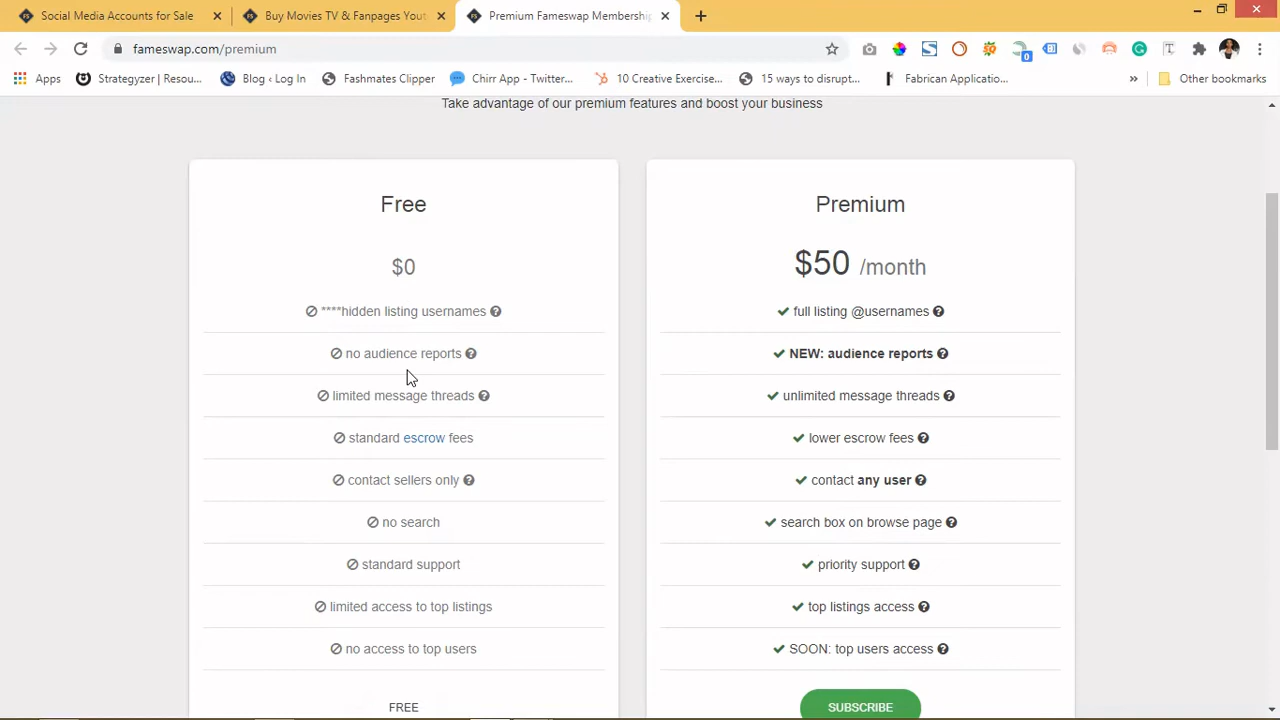 Social Media Accounts for Sale
Buy Movies TV & Fanpages Yout
Premium Fameswap Membership
fameswap.com/premium
0
Apps
Strategyzer | Resou...
Blog ‹ Log In
Fashmates Clipper
Chirr App - Twitter...
10 Creative Exercise...
15 ways to disrupt...
Fabrican Applicatio...
»
Other bookmarks
Take advantage of our premium features and boost your business
Free
$0
****hidden listing usernames
no audience reports
limited message threads
standard escrow fees
contact sellers only
no search
standard support
limited access to top listings
no access to top users
FREE
Premium
$50 /month
full listing @usernames
NEW: audience reports
unlimited message threads
lower escrow fees
contact any user
search box on browse page
priority support
top listings access
SOON: top users access
SUBSCRIBE